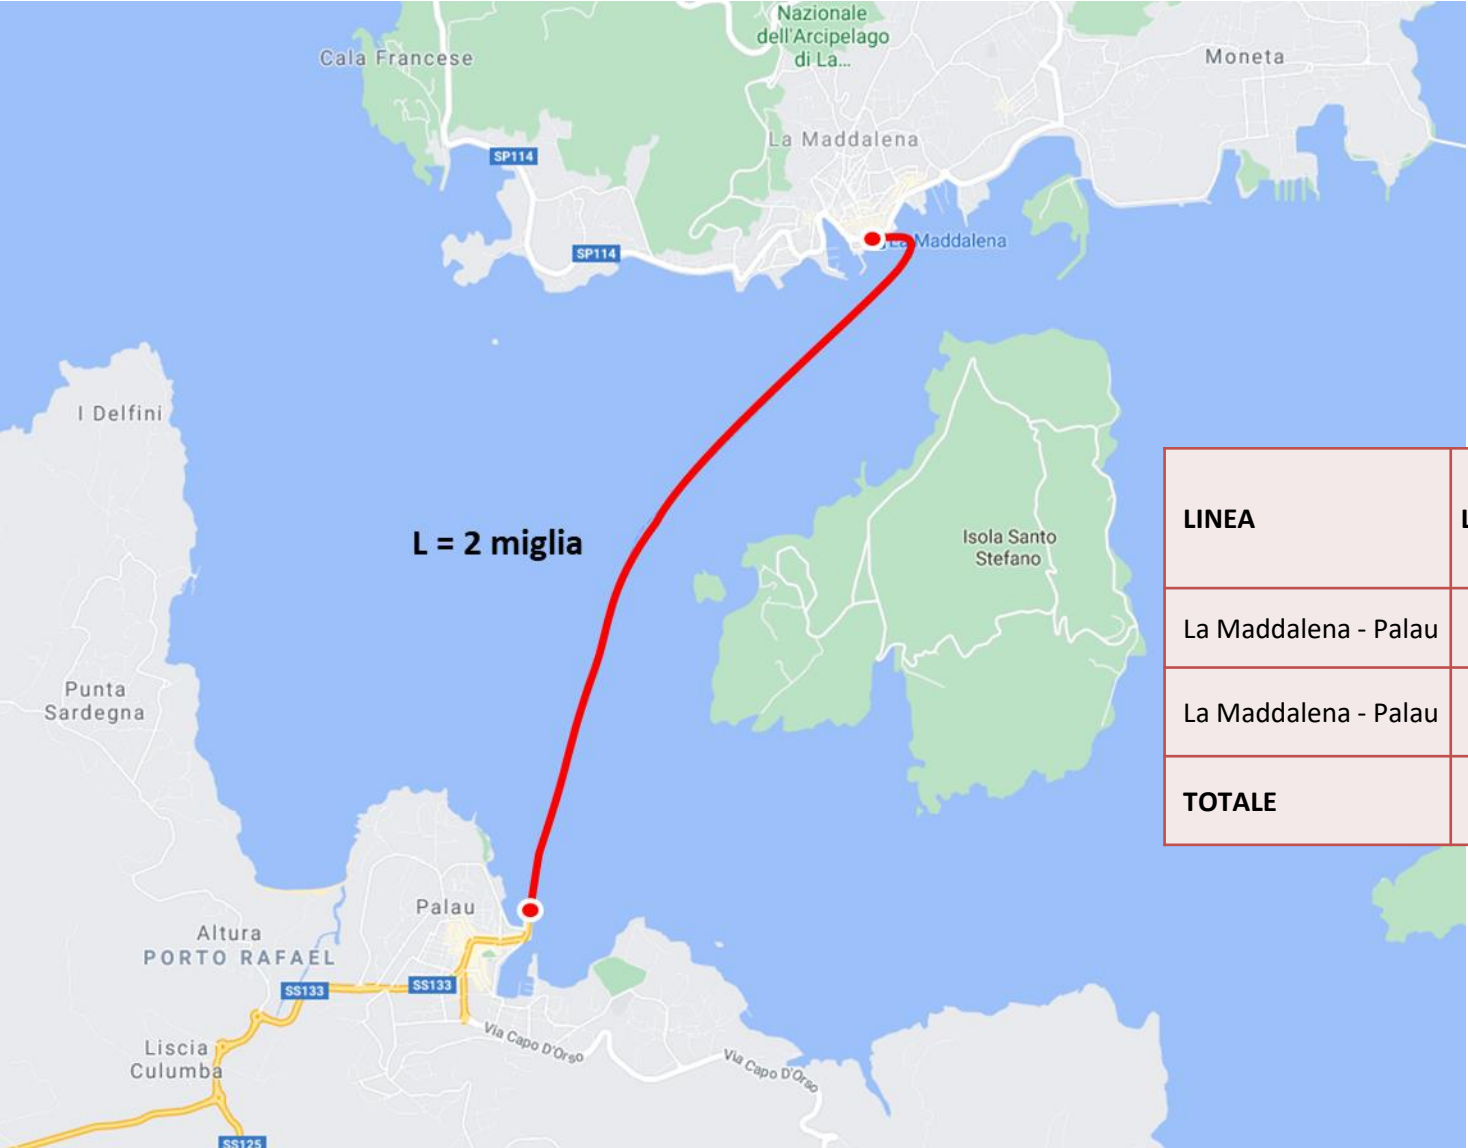 Nazionale
dell'Arcipelago
di La...
Cala Francese
Moneta
La Maddalena
SP114
SP114
La Maddalena
I Delfini
L = 2 miglia
Isola Santo
Stefano
LINEA
L
La Maddalena - Palau
La Maddalena - Palau
TOTALE
Punta
Sardegna
Palau
Altura
PORTO RAFAEL
SS133
SS133
Via Capo D'Orso
Via Capo D'Orso
Liscia
Culumba
SS125